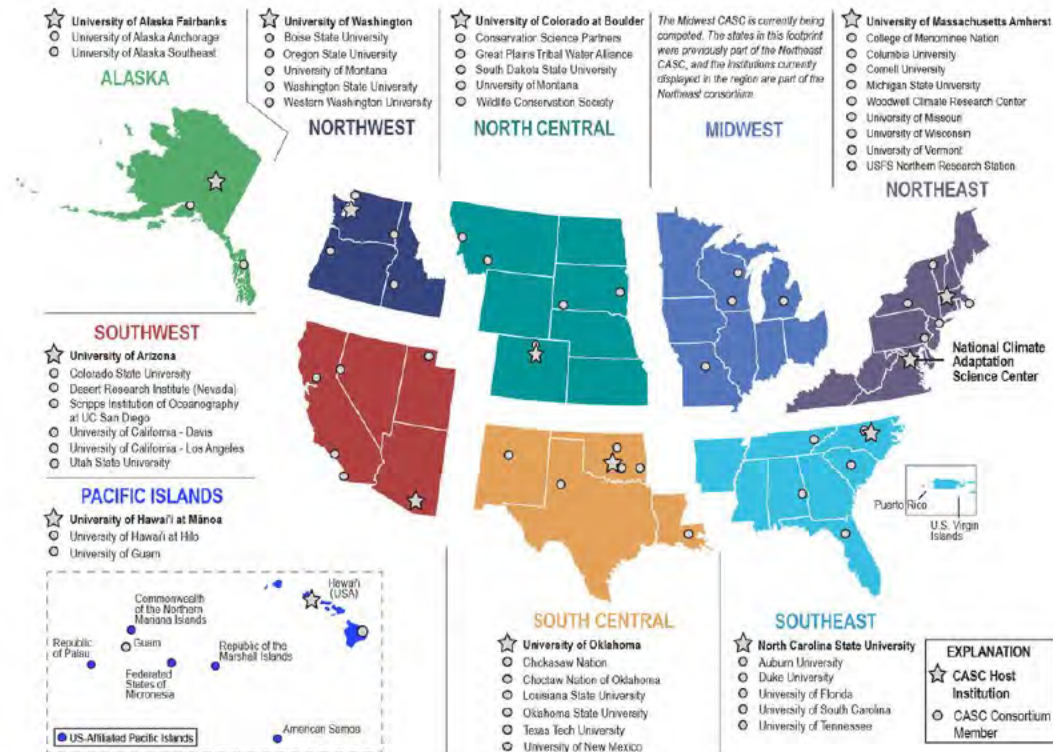 University of Alaska Fairbanks
University of Alaska Anchorage
University of Alaska Southeast
ALASKA
University of Washington
Boise State University
Oregon State University
University of Montana
Washington State University
Western Washington University
NORTHWEST
University of Colorado at Boulder
Conservation Science Partners
Great Plains Tribal Water Alliance
South Dakota State University
University of Montana
Wildlife Conservation Society
NORTH CENTRAL
The Midwest CASC is currently being
competed. The states in this footprint
were previously part of the Northeast
CASC, and the institutions currently
displayed in the region are part of the
Northeast consortium.
MIDWEST
University of Massachusetts Amherst
College of Menominee Nation
Columbia University
Cornell University
Michigan State University
Woodwell Climate Research Center
University of Missouri
University of Wisconsin
University of Vermont
USFS Northern Research Station
NORTHEAST
National Climate
Adaptation
Science Center
SOUTHWEST
University of Arizona
Colorado State University
Desert Research Institute (Nevada)
Scripps Institution of Oceanography
at UC San Diego
University of California - Davis
University of California - Los Angeles
Utah State University
PACIFIC ISLANDS
University of Hawai'i at Mānoa
University of Hawai'i at Hilo
University of Guam
Hawai'i
(USA)
Commonwealth
of the Northern
Mariana Islands
Republic
of Palau
Guam
Republic of the
Marshall Islands
Federated
States of
Micronesia
American Samoa
US-Affiliated Pacific Islands
SOUTH CENTRAL
University of Oklahoma
Chickasaw Nation
Choctaw Nation of Oklahoma
Louisiana State University
Oklahoma State University
Texas Tech University
University of New Mexico
Puerto Rico
U.S. Virgin
Islands
SOUTHEAST
North Carolina State University
Auburn University
Duke University
University of Florida
University of South Carolina
University of Tennessee
EXPLANATION
CASC Host
Institution
CASC Consortium
Member